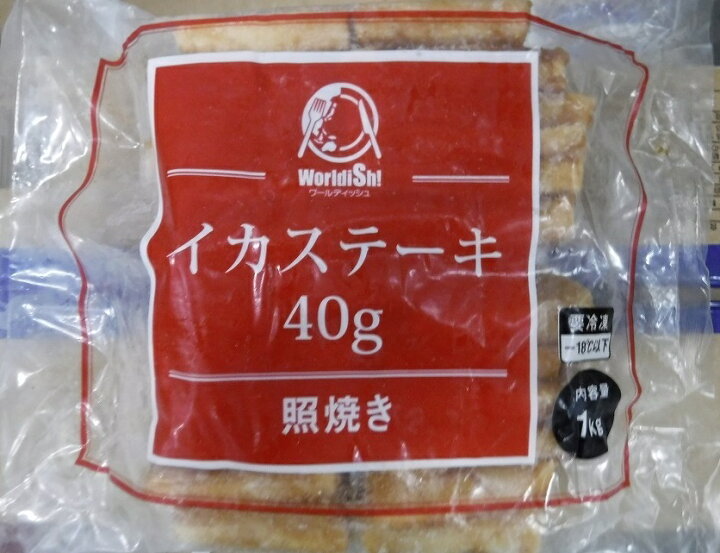 WorldiSh!
ワールディッシュ
イカステーキ
40g
照焼き
要冷凍
-18℃以下
内容量
1kg